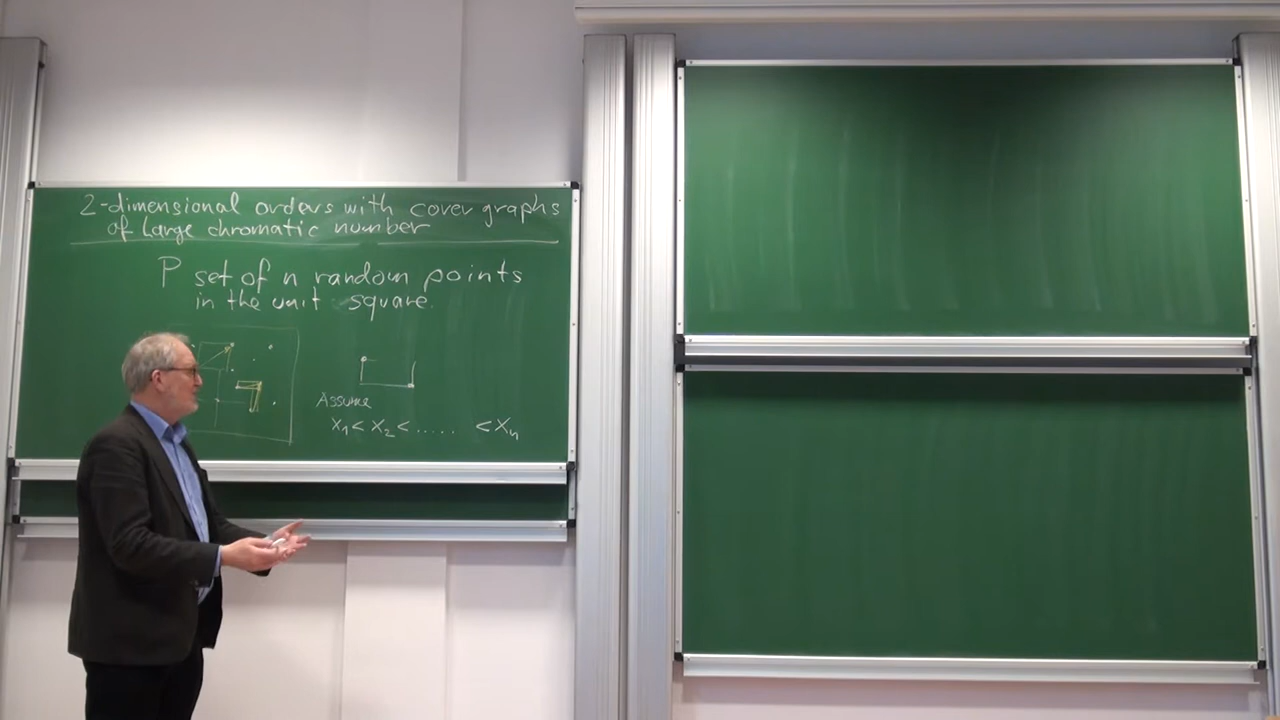 2-dimensional orders with cover graphs
of large chromatic number
P set of n random points
in the unit square.
Assume
x₁ < x₂ < ..... < xₙ